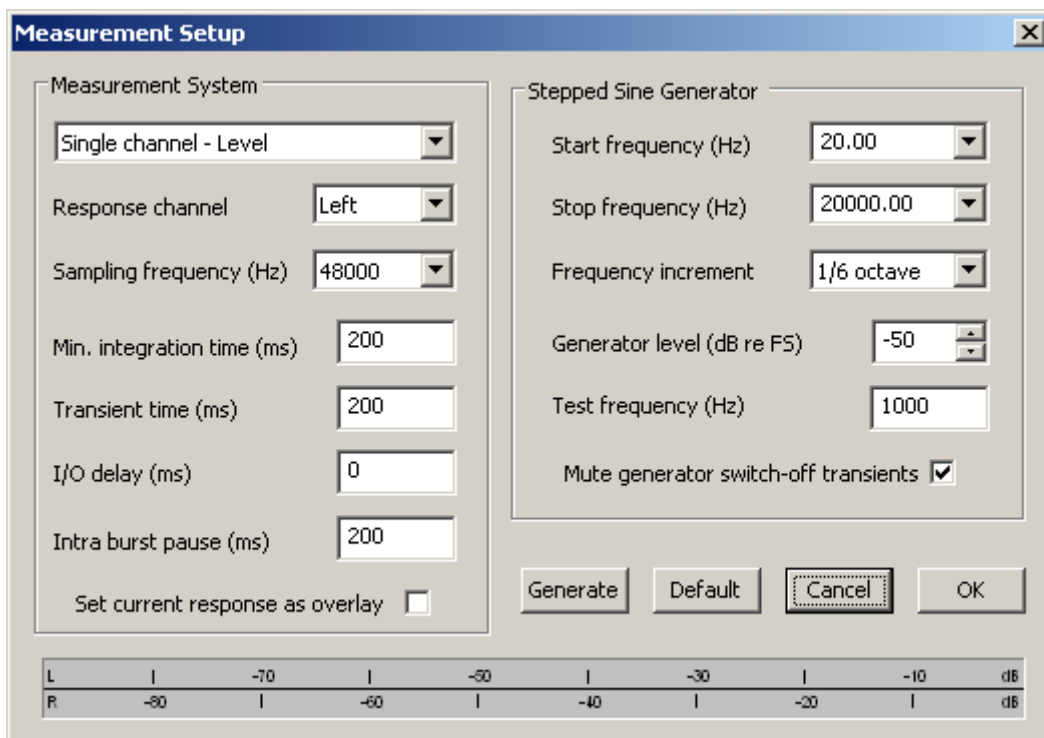 Measurement Setup
Measurement System
Single channel - Level
Response channel Left
Sampling frequency (Hz) 48000
Min. integration time (ms) 200
Transient time (ms) 200
I/O delay (ms) 0
Intra burst pause (ms) 200
Set current response as overlay
Stepped Sine Generator
Start frequency (Hz) 20.00
Stop frequency (Hz) 20000.00
Frequency increment 1/6 octave
Generator level (dB re FS) -50
Test frequency (Hz) 1000
Mute generator switch-off transients
Generate Default Cancel OK
L -70 -50 -30 -10 dB
R -80 -60 -40 -20 dB